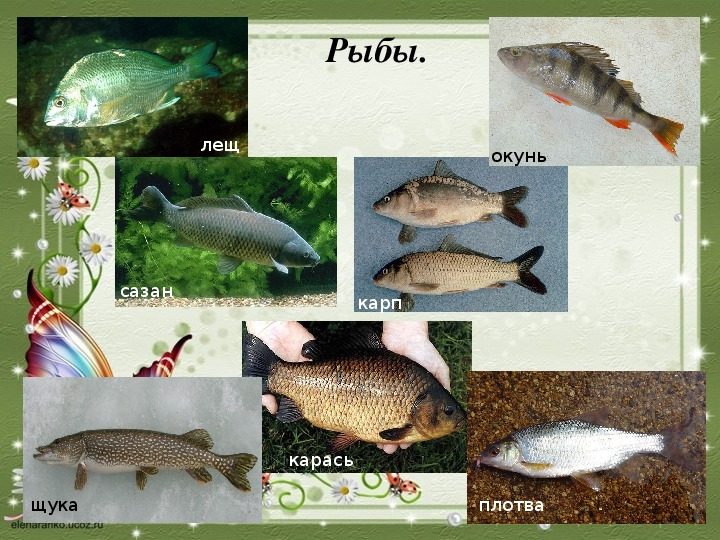 Рыбы.
лещ
окунь
сазан
карп
карась
щука
плотва
elenaranko.ucoz.ru